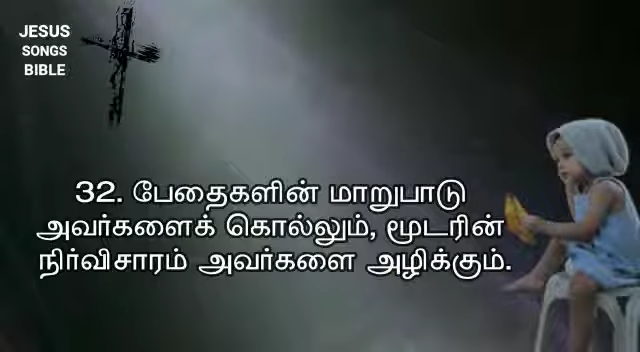 JESUS
SONGS
BIBLE
32. பேதைகளின் மாறுபாடு
அவர்களைக் கொல்லும், மூடரின்
நிர்விசாரம் அவர்களை அழிக்கும்.